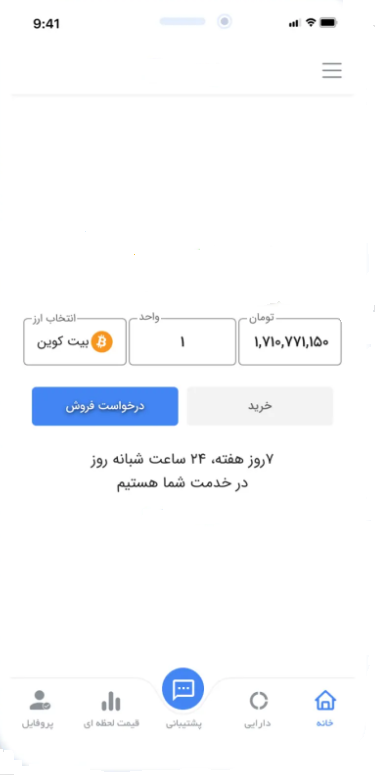 9:41
تومان
۱,۷۱۰,۷۷۱,۱۵۰
واحد
۱
انتخاب ارز
بیت کوین
خرید
درخواست فروش
۷روز هفته، ۲۴ ساعت شبانه روز
در خدمت شما هستیم
خانه
دارایی
پشتیبانی
قیمت لحظه ای
پروفایل